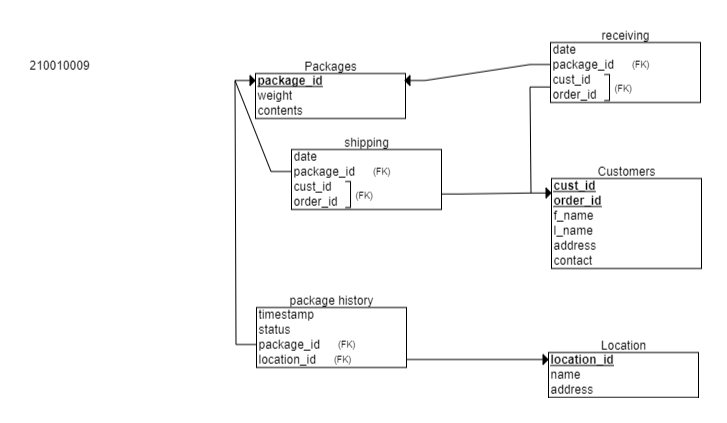 210010009
Packages
package_id
weight
contents
receiving
date
package_id (FK)
cust_id
order_id (FK)
shipping
date
package_id (FK)
cust_id
order_id (FK)
Customers
cust_id
order_id
f_name
l_name
address
contact
package history
timestamp
status
package_id (FK)
location_id (FK)
Location
location_id
name
address